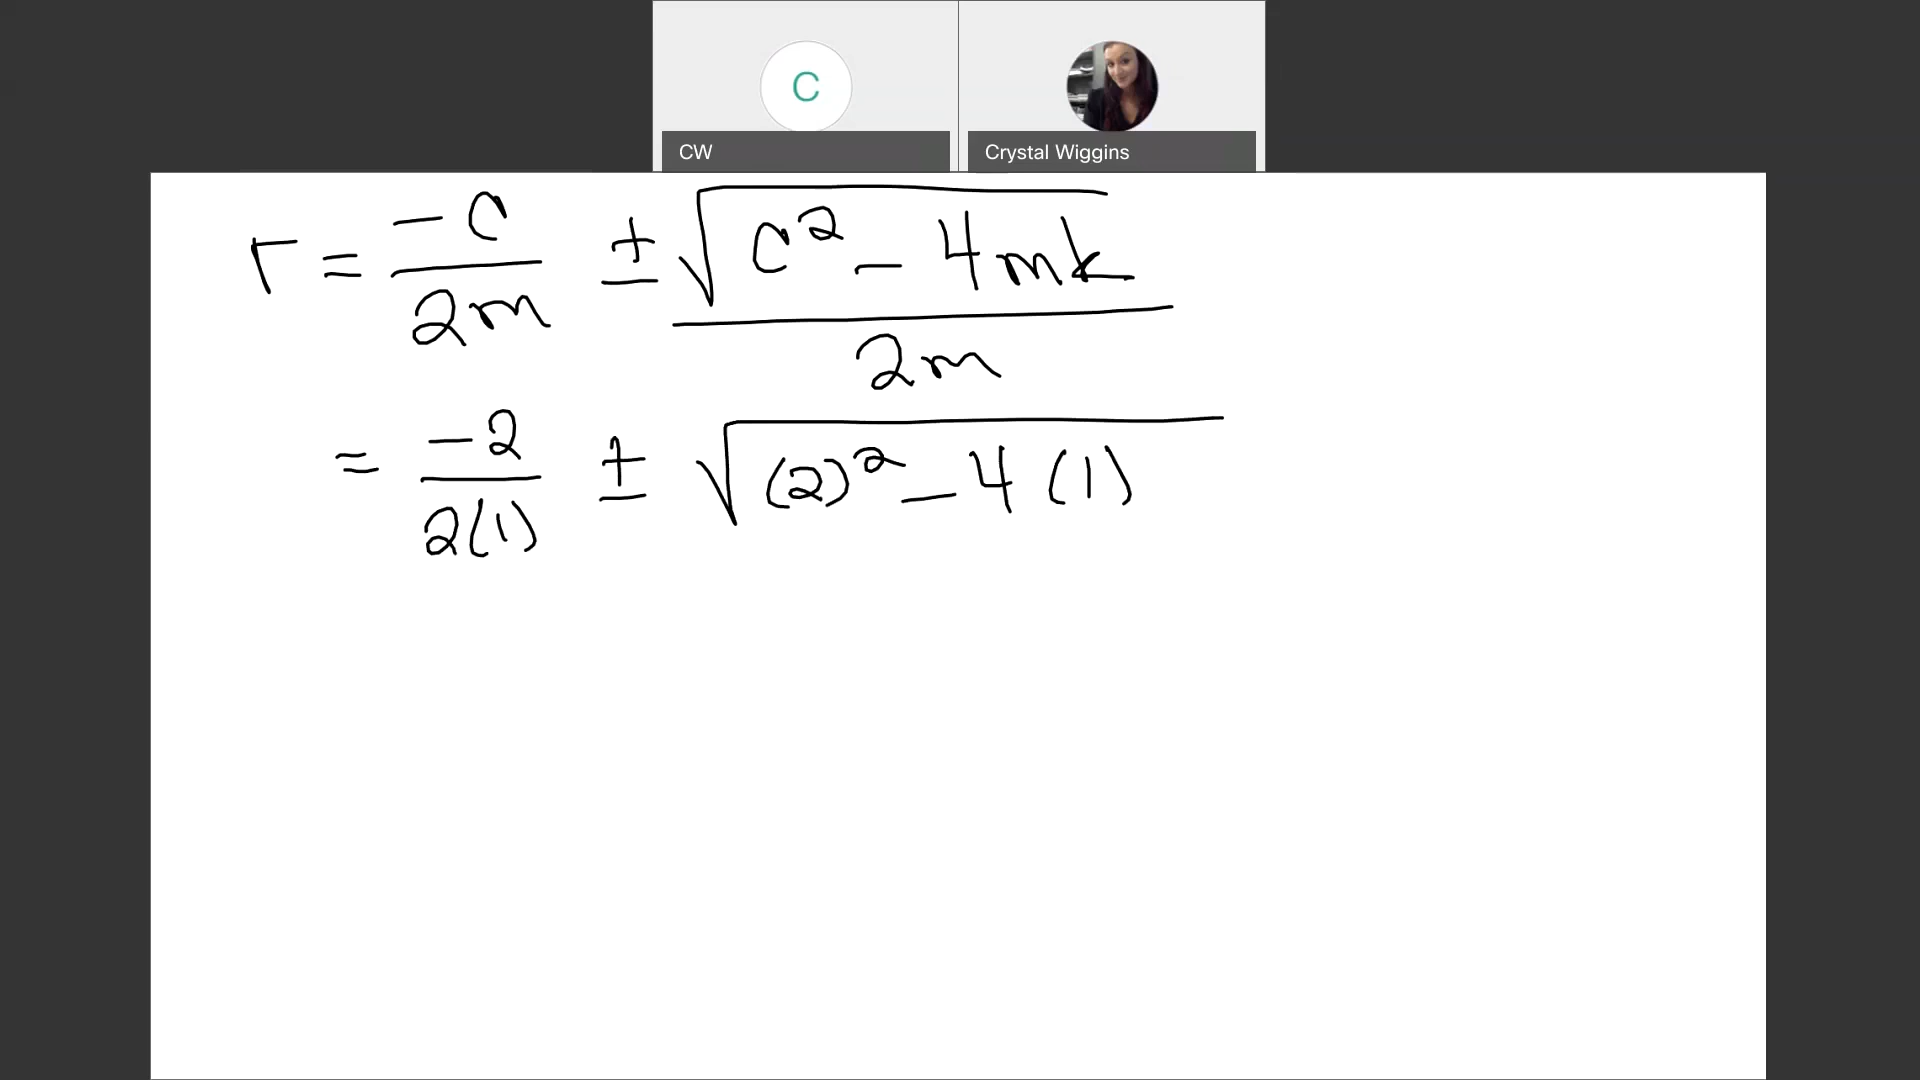 C
CW
Crystal Wiggins
r = -c/2m ± √(c² - 4mk)/2m
= -2/2(1) ± √(2)² - 4(1)